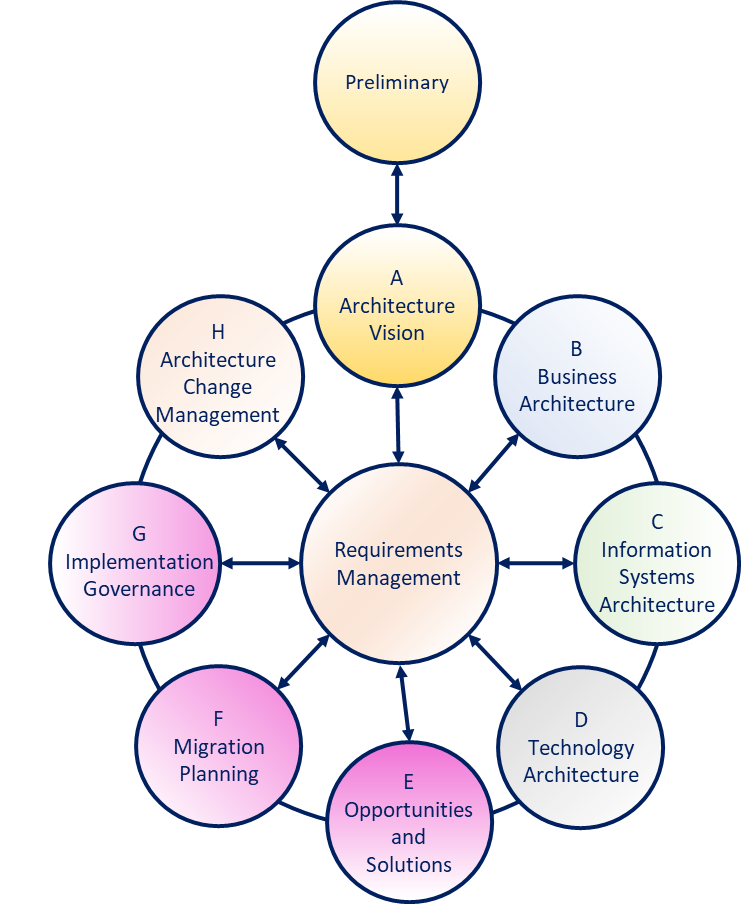 Preliminary
A
Architecture
Vision
B
Business
Architecture
C
Information
Systems
Architecture
D
Technology
Architecture
E
Opportunities
and
Solutions
F
Migration
Planning
G
Implementation
Governance
H
Architecture
Change
Management
Requirements
Management